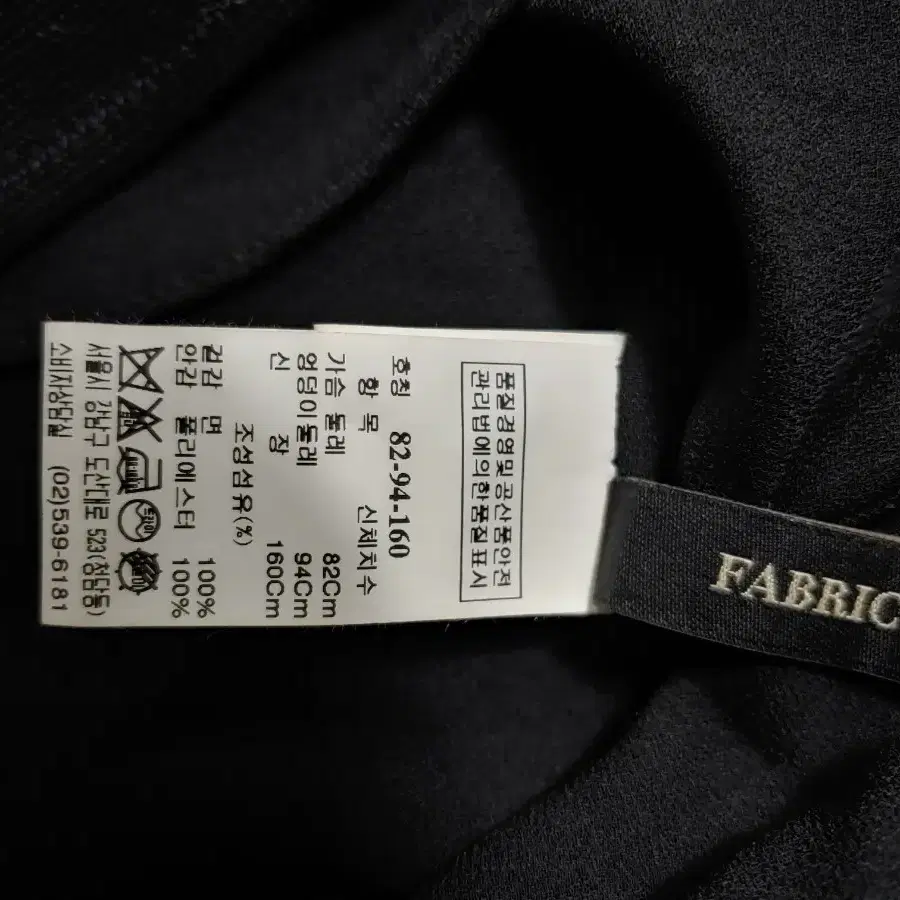 품질경영및공산품안전
관리법에의한품질표시
호칭 82-94-160
항목 신체치수
가슴 둘레 82Cm
엉덩이둘레 94Cm
신 장 160Cm
조성섬유(%)
겉감 면 100%
안감 폴리에스터 100%
드라이
서울시 강남구 도산대로 523(청담동)
소비자상담실 (02)539-6181
FABRIC